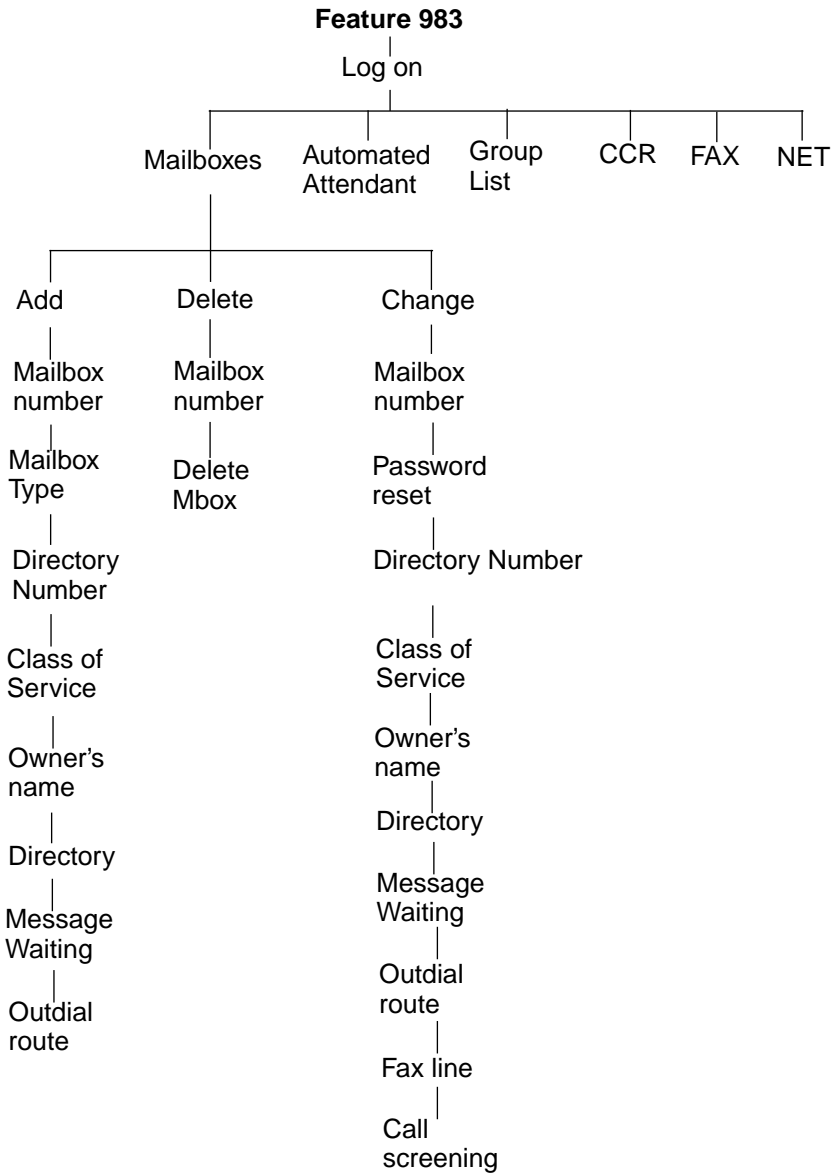 Feature 983
Log on
Mailboxes
Automated
Attendant
Group
List
CCR
FAX
NET
Add
Mailbox
number
Mailbox
Type
Directory
Number
Class of
Service
Owner's
name
Directory
Message
Waiting
Outdial
route
Delete
Mailbox
number
Delete
Mbox
Change
Mailbox
number
Password
reset
Directory Number
Class of
Service
Owner's
name
Directory
Message
Waiting
Outdial
route
Fax line
Call
screening